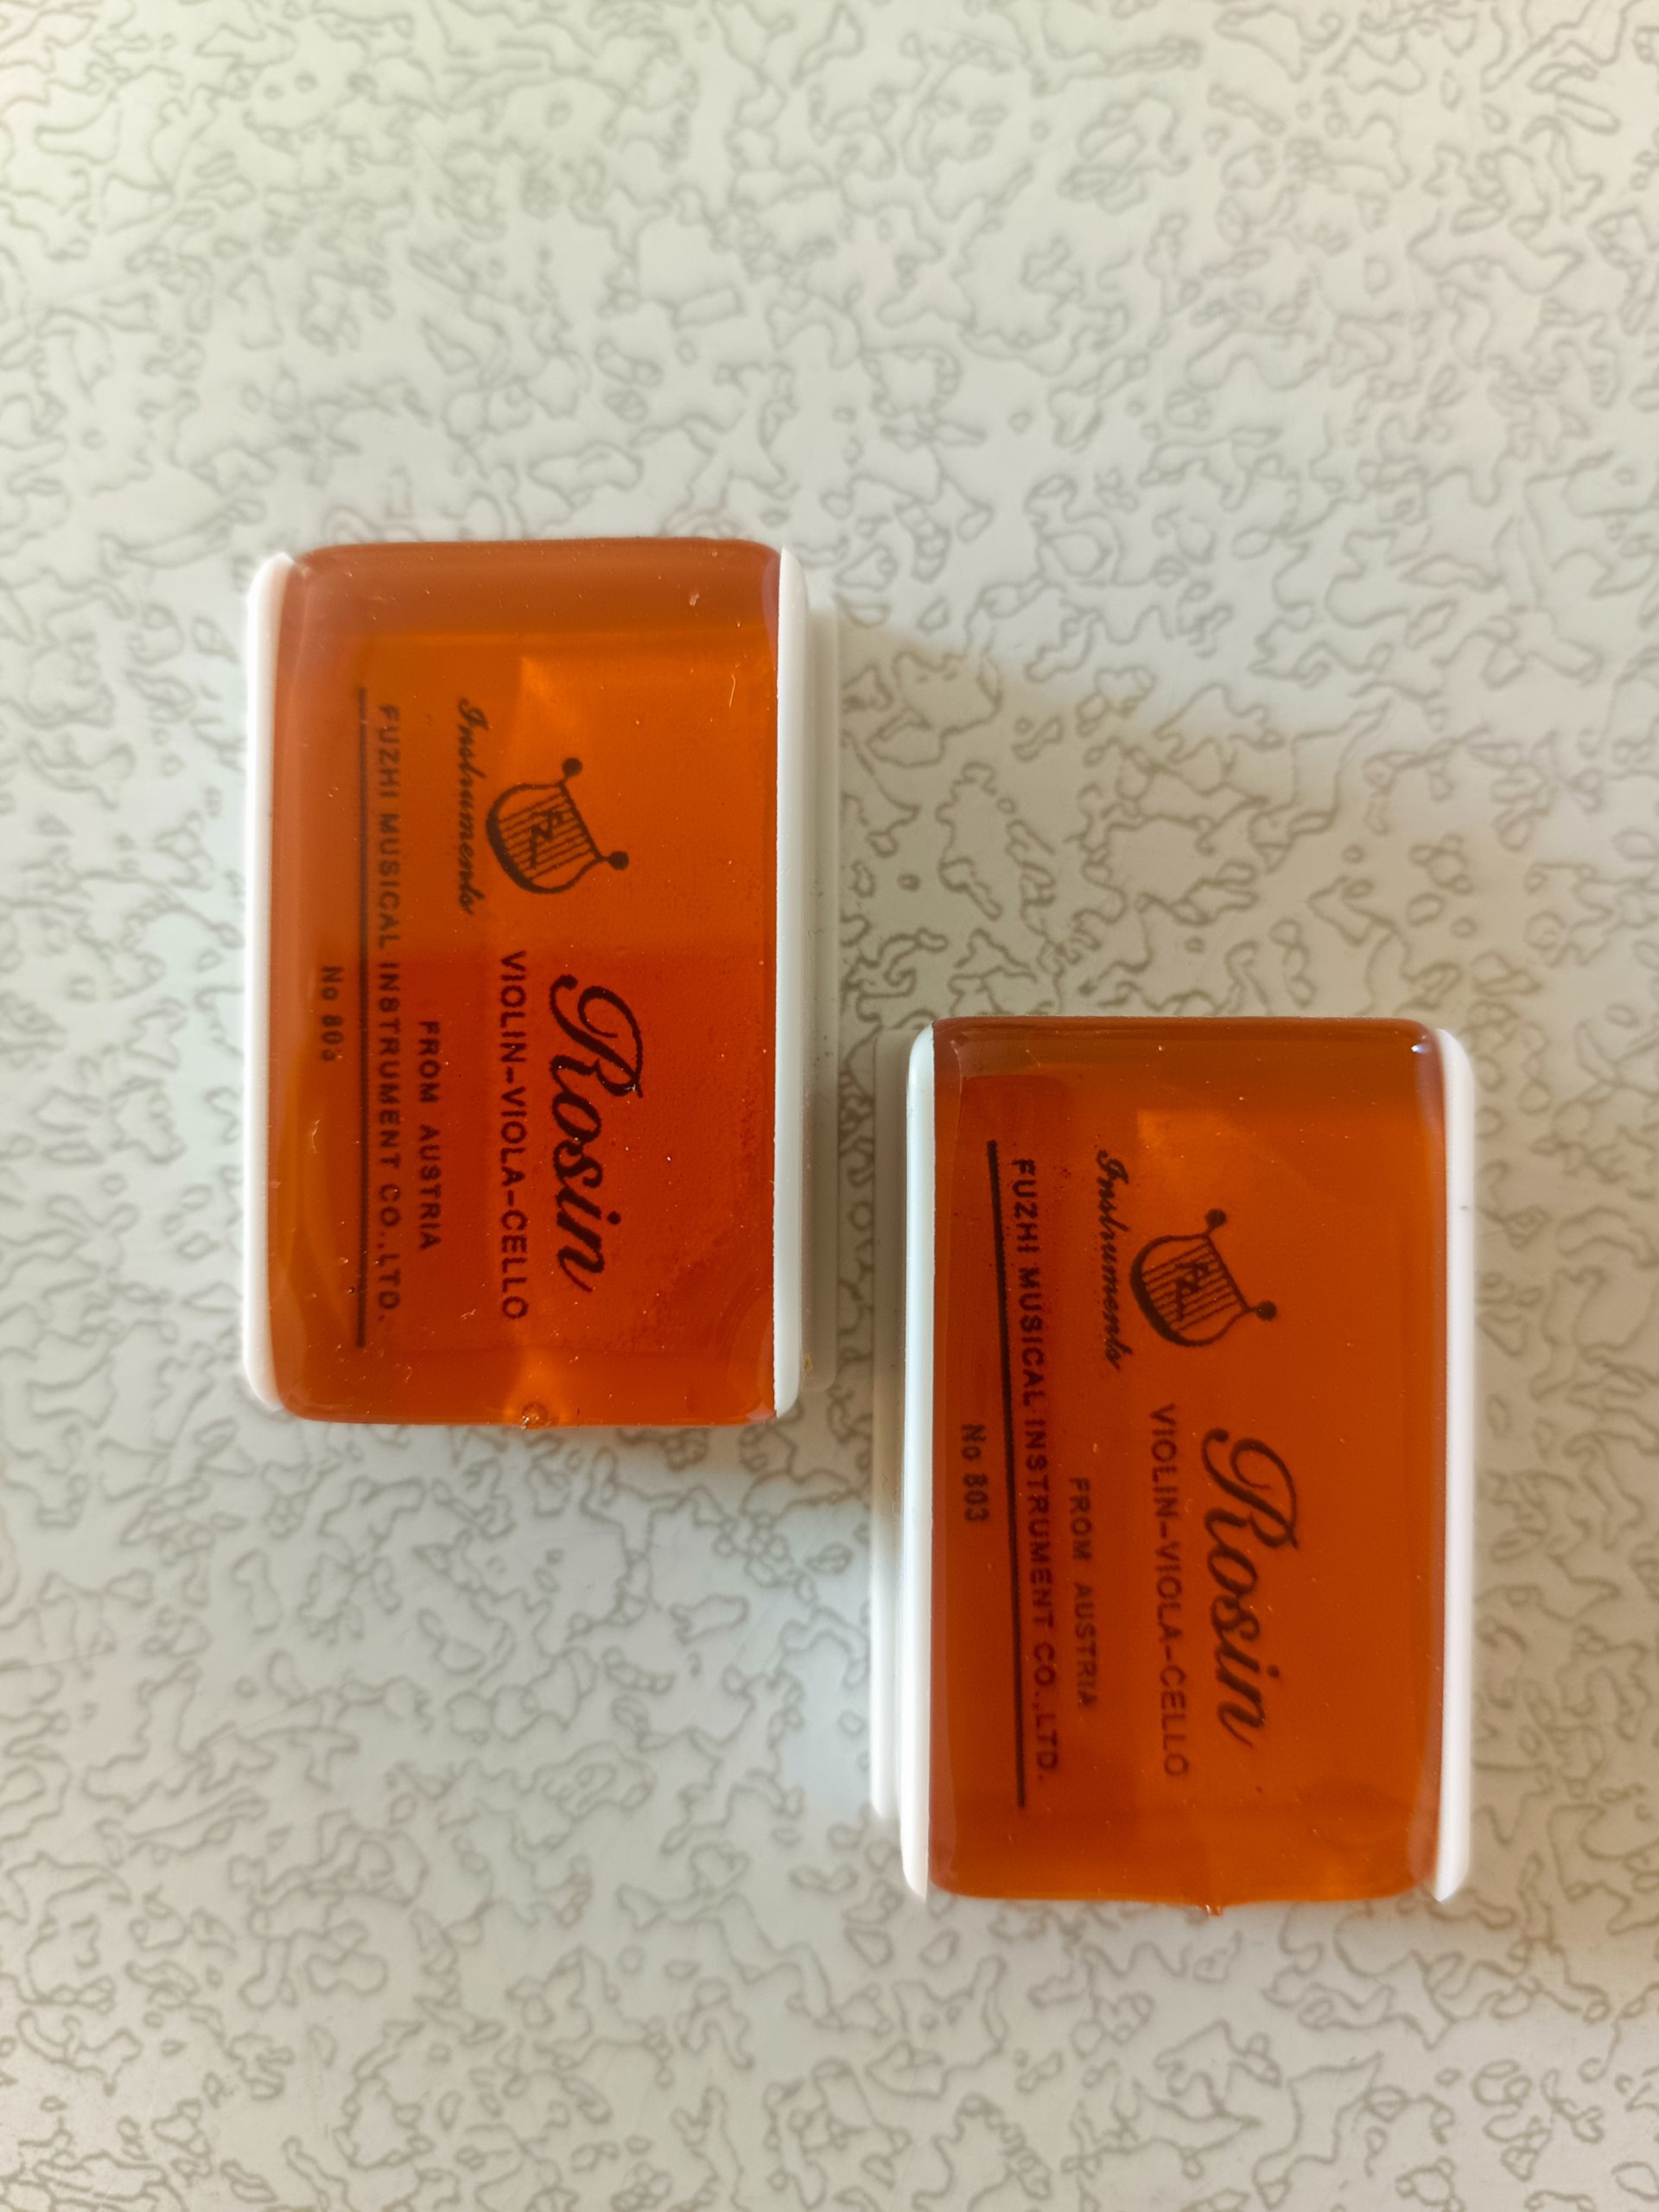 Rosin
VIOLIN-VIOLA-CELLO
Instruments
FROM AUSTRIA
FUZHI MUSICAL INSTRUMENT CO.,LTD.
No
Rosin
VIOLIN-VIOLA-CELLO
Instruments
FROM AUSTRIA
FUZHI MUSICAL INSTRUMENT CO.,LTD.
No 803